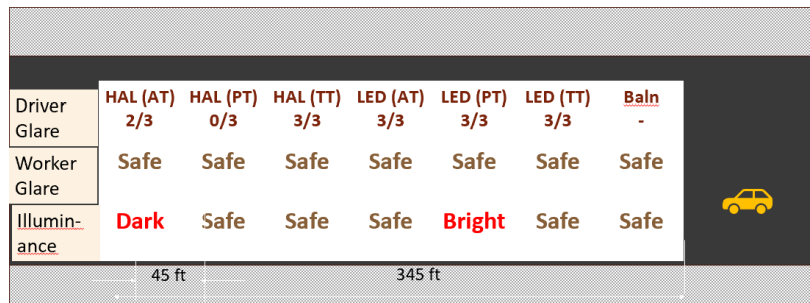 HAL (AT) HAL (PT) HAL (TT) LED (AT) LED (PT) LED (TT) Baln
Driver Glare 2/3 0/3 3/3 3/3 3/3 3/3 -
Worker Glare Safe Safe Safe Safe Safe Safe Safe
Illumin-ance Dark Safe Safe Safe Bright Safe Safe
45 ft 345 ft